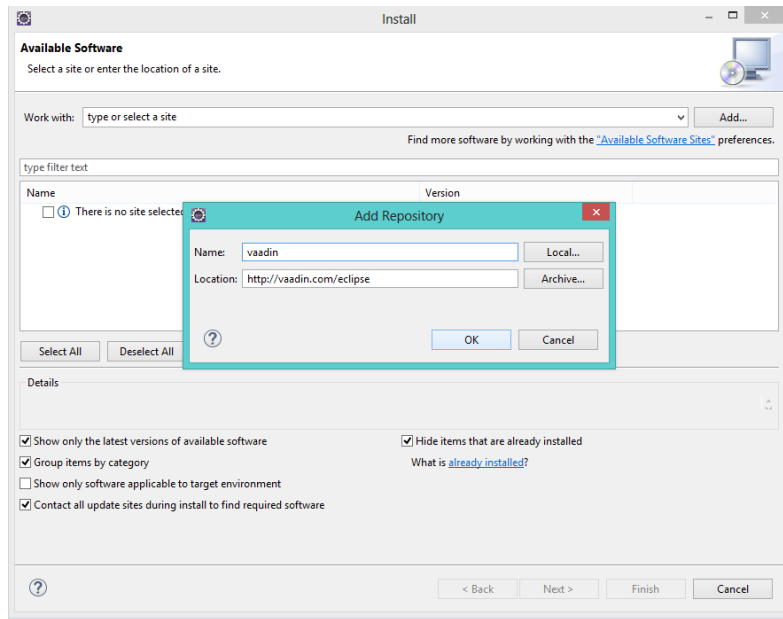 Install
Available Software
Select a site or enter the location of a site.
Work with: type or select a site Add...
Find more software by working with the "Available Software Sites" preferences.
type filter text
Name Version
There is no site selected
Add Repository
Name: vaadin Local...
Location: http://vaadin.com/eclipse Archive...
OK Cancel
Select All Deselect All
Details
Show only the latest versions of available software Hide items that are already installed
Group items by category What is already installed?
Show only software applicable to target environment
Contact all update sites during install to find required software
< Back Next > Finish Cancel